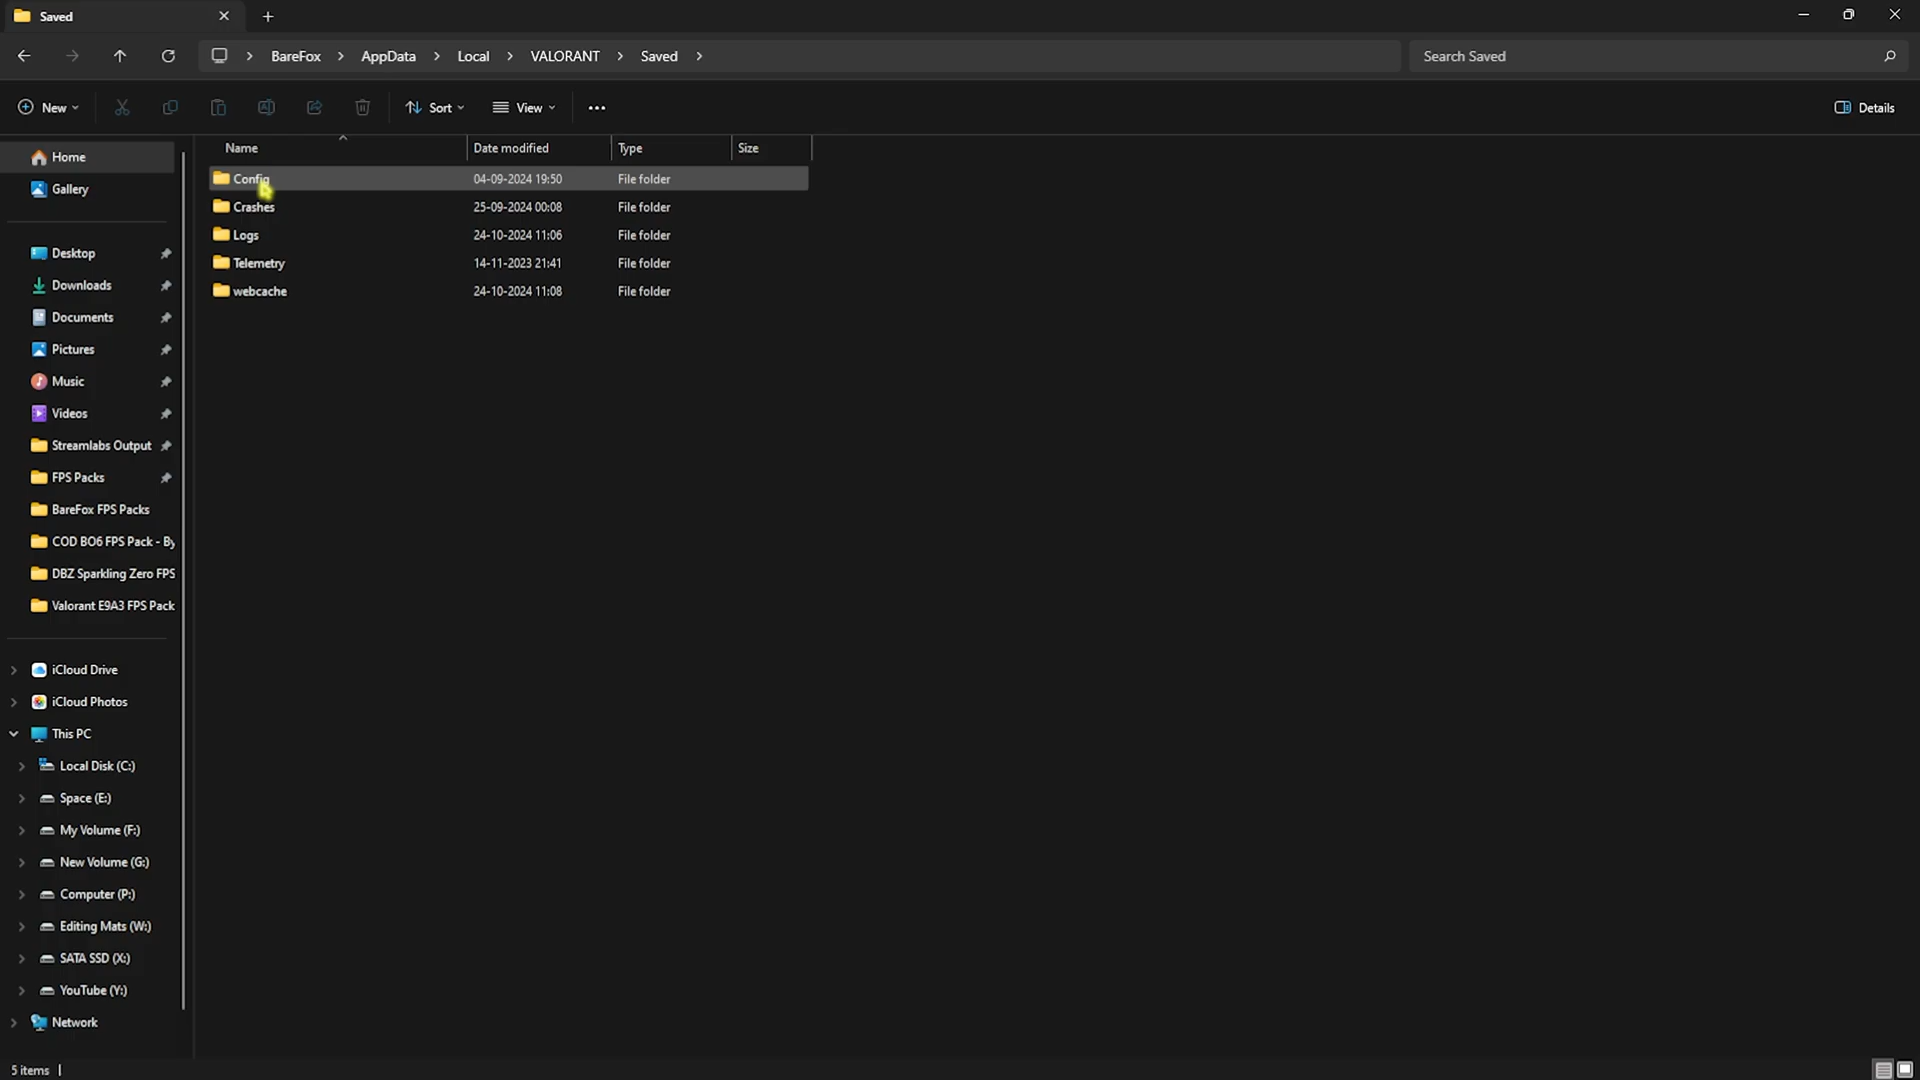 Saved
BareFox > AppData > Local > VALORANT > Saved >
Search Saved
New
Sort
View
Details
Name Date modified Type Size
Config 04-09-2024 19:50 File folder
Crashes 25-09-2024 00:08 File folder
Logs 24-10-2024 11:06 File folder
Telemetry 14-11-2023 21:41 File folder
webcache 24-10-2024 11:08 File folder
Home
Gallery
Desktop
Downloads
Documents
Pictures
Music
Videos
Streamlabs Output
FPS Packs
BareFox FPS Packs
COD BO6 FPS Pack - By
DBZ Sparkling Zero FPS
Valorant E9A3 FPS Pack
iCloud Drive
iCloud Photos
This PC
Local Disk (C:)
Space (E:)
My Volume (F:)
New Volume (G:)
Computer (P:)
Editing Mats (W:)
SATA SSD (X:)
YouTube (Y:)
Network
5 items